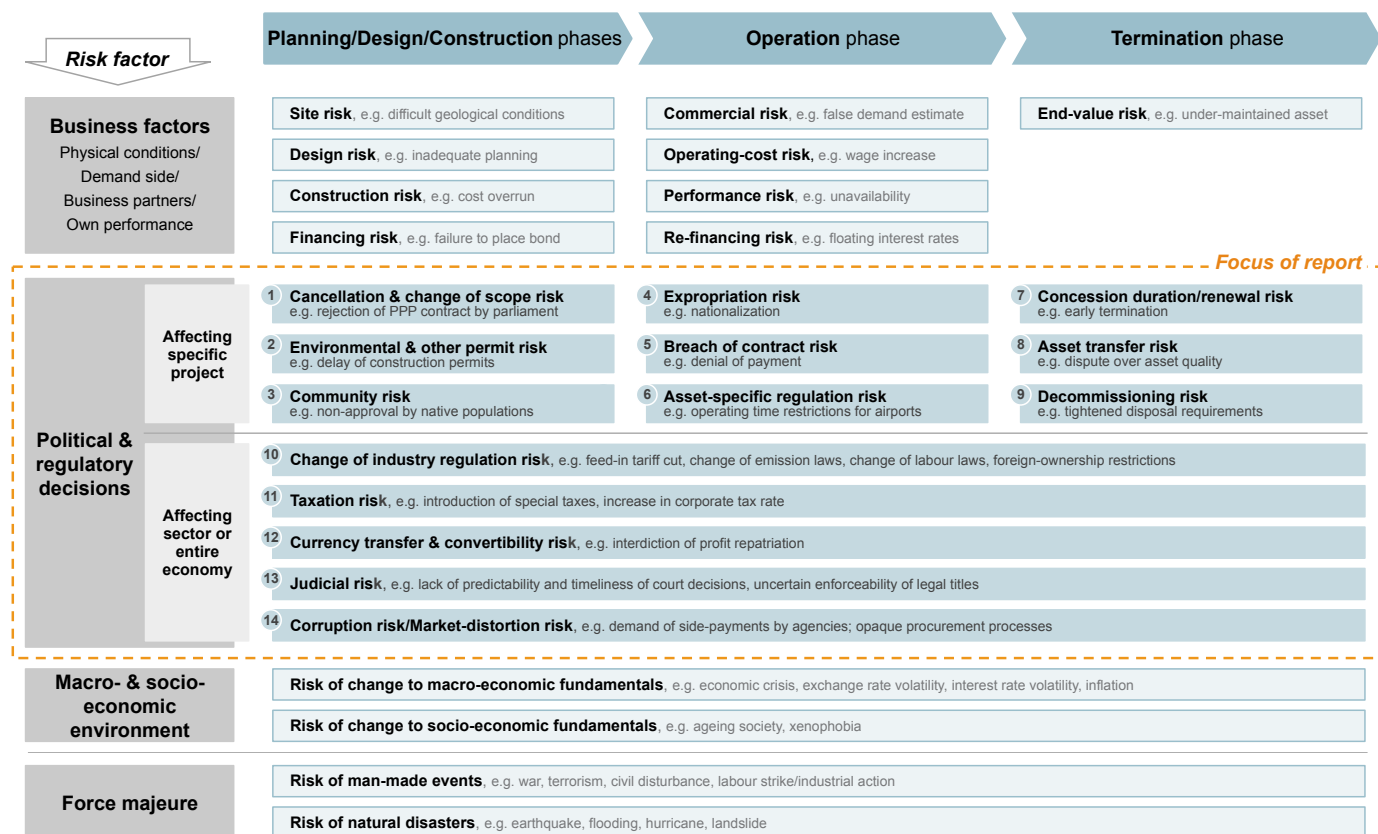 Risk factor
Planning/Design/Construction phases
Operation phase
Termination phase
Business factors
Physical conditions/
Demand side/
Business partners/
Own performance
Site risk, e.g. difficult geological conditions
Design risk, e.g. inadequate planning
Construction risk, e.g. cost overrun
Financing risk, e.g. failure to place bond
Commercial risk, e.g. false demand estimate
Operating-cost risk, e.g. wage increase
Performance risk, e.g. unavailability
Re-financing risk, e.g. floating interest rates
End-value risk, e.g. under-maintained asset
Focus of report
Political &
regulatory
decisions
Affecting
specific
project
1 Cancellation & change of scope risk
e.g. rejection of PPP contract by parliament
2 Environmental & other permit risk
e.g. delay of construction permits
3 Community risk
e.g. non-approval by native populations
4 Expropriation risk
e.g. nationalization
5 Breach of contract risk
e.g. denial of payment
6 Asset-specific regulation risk
e.g. operating time restrictions for airports
7 Concession duration/renewal risk
e.g. early termination
8 Asset transfer risk
e.g. dispute over asset quality
9 Decommissioning risk
e.g. tightened disposal requirements
Affecting
sector or
entire
economy
10 Change of industry regulation risk, e.g. feed-in tariff cut, change of emission laws, change of labour laws, foreign-ownership restrictions
11 Taxation risk, e.g. introduction of special taxes, increase in corporate tax rate
12 Currency transfer & convertibility risk, e.g. interdiction of profit repatriation
13 Judicial risk, e.g. lack of predictability and timeliness of court decisions, uncertain enforceability of legal titles
14 Corruption risk/Market-distortion risk, e.g. demand of side-payments by agencies; opaque procurement processes
Macro- & socio-
economic
environment
Risk of change to macro-economic fundamentals, e.g. economic crisis, exchange rate volatility, interest rate volatility, inflation
Risk of change to socio-economic fundamentals, e.g. ageing society, xenophobia
Force majeure
Risk of man-made events, e.g. war, terrorism, civil disturbance, labour strike/industrial action
Risk of natural disasters, e.g. earthquake, flooding, hurricane, landslide